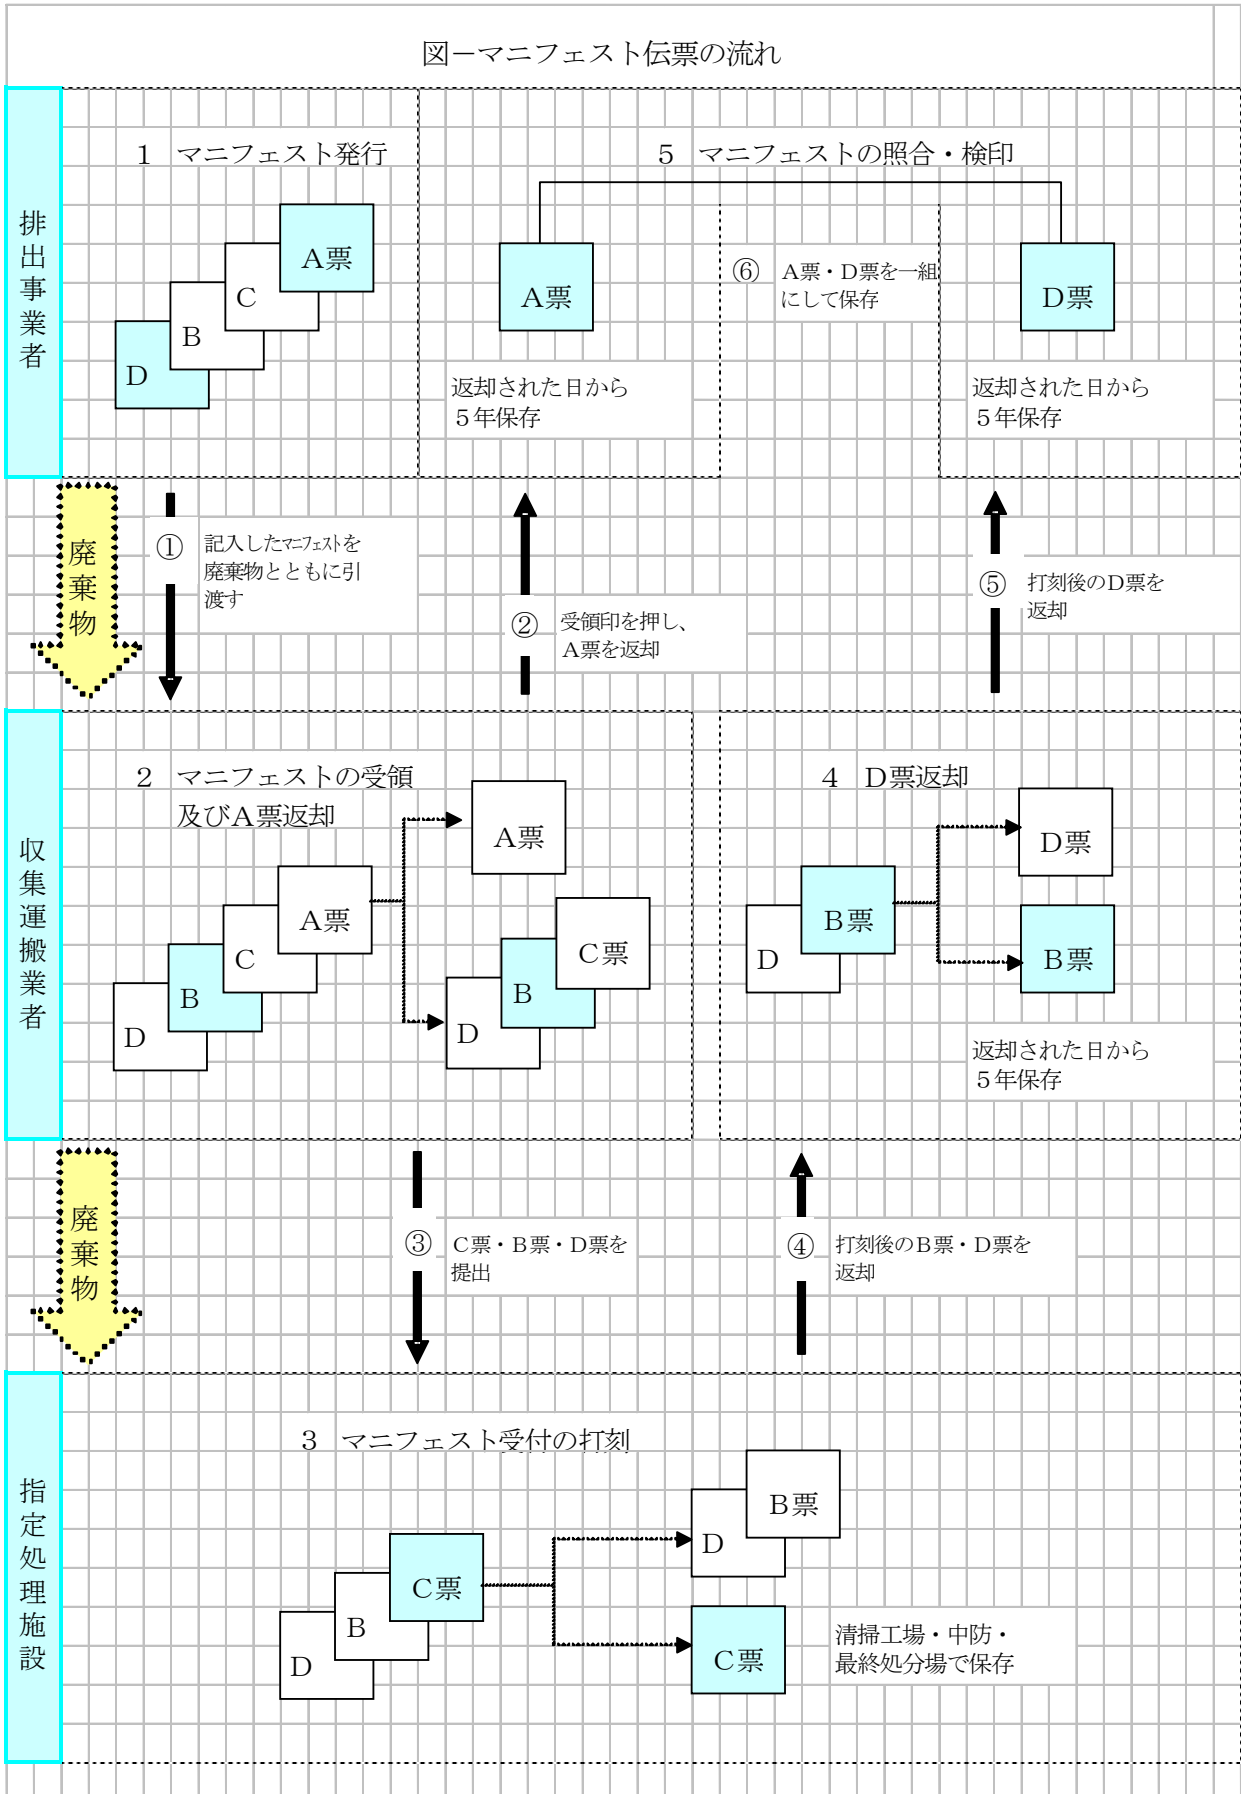 図－マニフェスト伝票の流れ
排出事業者
１　マニフェスト発行
Ａ票
Ｃ
Ｂ
Ｄ
５　マニフェストの照合・検印
Ａ票
⑥　Ａ票・Ｄ票を一組
にして保存
Ｄ票
返却された日から
５年保存
返却された日から
５年保存
廃棄物
①　記入したマニフェストを
廃棄物とともに引
渡す
②　受領印を押し、
Ａ票を返却
⑤　打刻後のＤ票を
返却
収集運搬業者
２　マニフェストの受領
及びＡ票返却
Ａ票
Ｃ
Ｂ
Ｄ
Ａ票
Ｃ票
Ｂ
Ｄ
４　Ｄ票返却
Ｂ票
Ｄ
Ｄ票
Ｂ票
返却された日から
５年保存
廃棄物
③　Ｃ票・Ｂ票・Ｄ票を
提出
④　打刻後のＢ票・Ｄ票を
返却
指定処理施設
３　マニフェスト受付の打刻
Ｃ票
Ｂ
Ｄ
Ｂ票
Ｄ
Ｃ票
清掃工場・中防・
最終処分場で保存